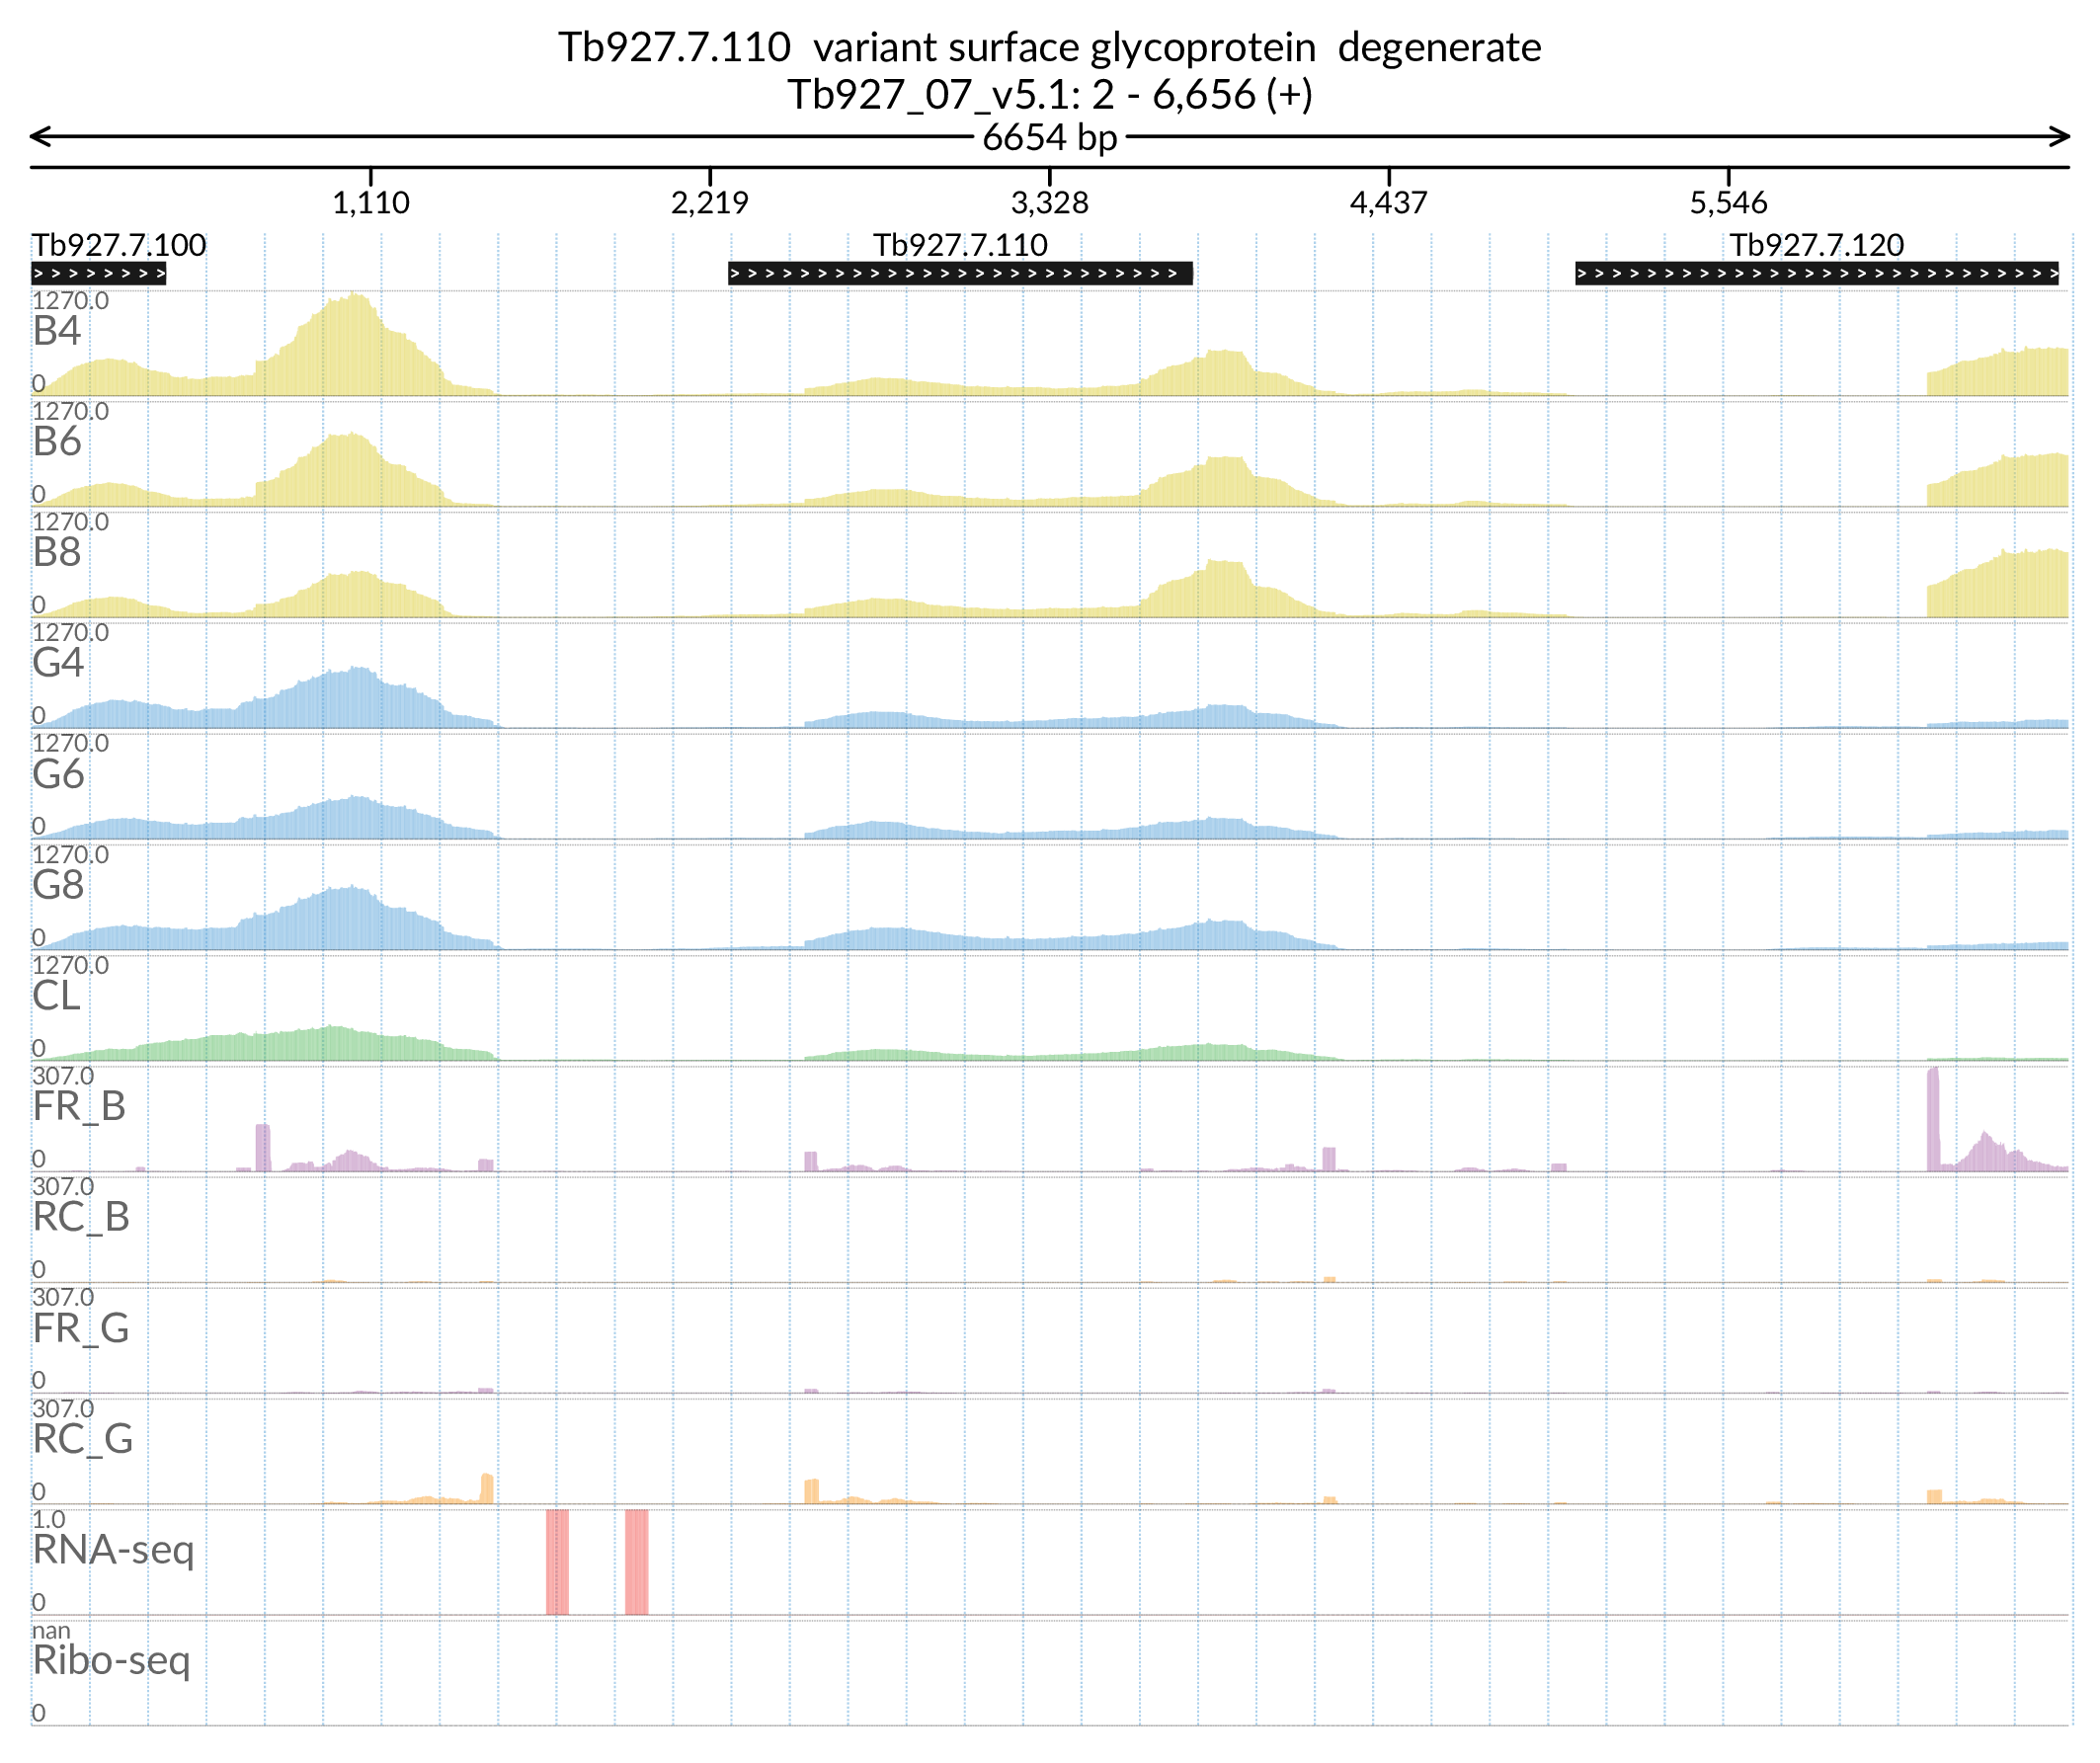 Tb927.7.110  variant surface glycoprotein  degenerate
Tb927_07_v5.1: 2 - 6,656 (+)
6654 bp
1,110 2,219 3,328 4,437 5,546
Tb927.7.100 Tb927.7.110 Tb927.7.120
1270.0
B4
0
1270.0
B6
0
1270.0
B8
0
1270.0
G4
0
1270.0
G6
0
1270.0
G8
0
1270.0
CL
0
307.0
FR_B
0
307.0
RC_B
0
307.0
FR_G
0
307.0
RC_G
0
1.0
RNA-seq
0
nan
Ribo-seq
0